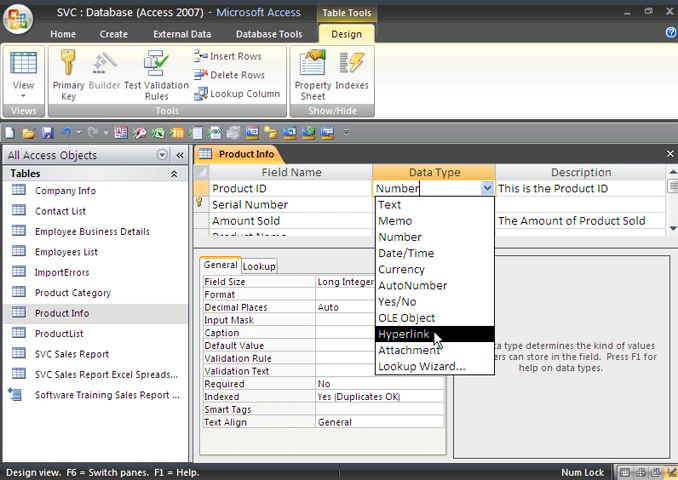 SVC : Database (Access 2007) - Microsoft Access
Table Tools
Home Create External Data Database Tools Design
View
Primary Key
Builder
Test Validation Rules
Insert Rows
Delete Rows
Lookup Column
Property Sheet
Indexes
Views Tools Show/Hide
All Access Objects
Tables
Company Info
Contact List
Employee Business Details
Employees List
ImportErrors
Product Category
Product Info
ProductList
SVC Sales Report
SVC Sales Report Excel Spreads...
Software Training Sales Report ...
Product Info
Field Name Data Type Description
Product ID Number This is the Product ID
Serial Number
Amount Sold The Amount of Product Sold
Text
Memo
Number
Date/Time
Currency
AutoNumber
Yes/No
OLE Object
Hyperlink
Attachment
Lookup Wizard...
General Lookup
Field Size Long Integer
Format
Decimal Places Auto
Input Mask
Caption
Default Value
Validation Rule
Validation Text
Required No
Indexed Yes (Duplicates OK)
Smart Tags
Text Align General
type determines the kind of values
can store in the field. Press F1 for
help on data types.
Design view. F6 = Switch panes. F1 = Help.
Num Lock